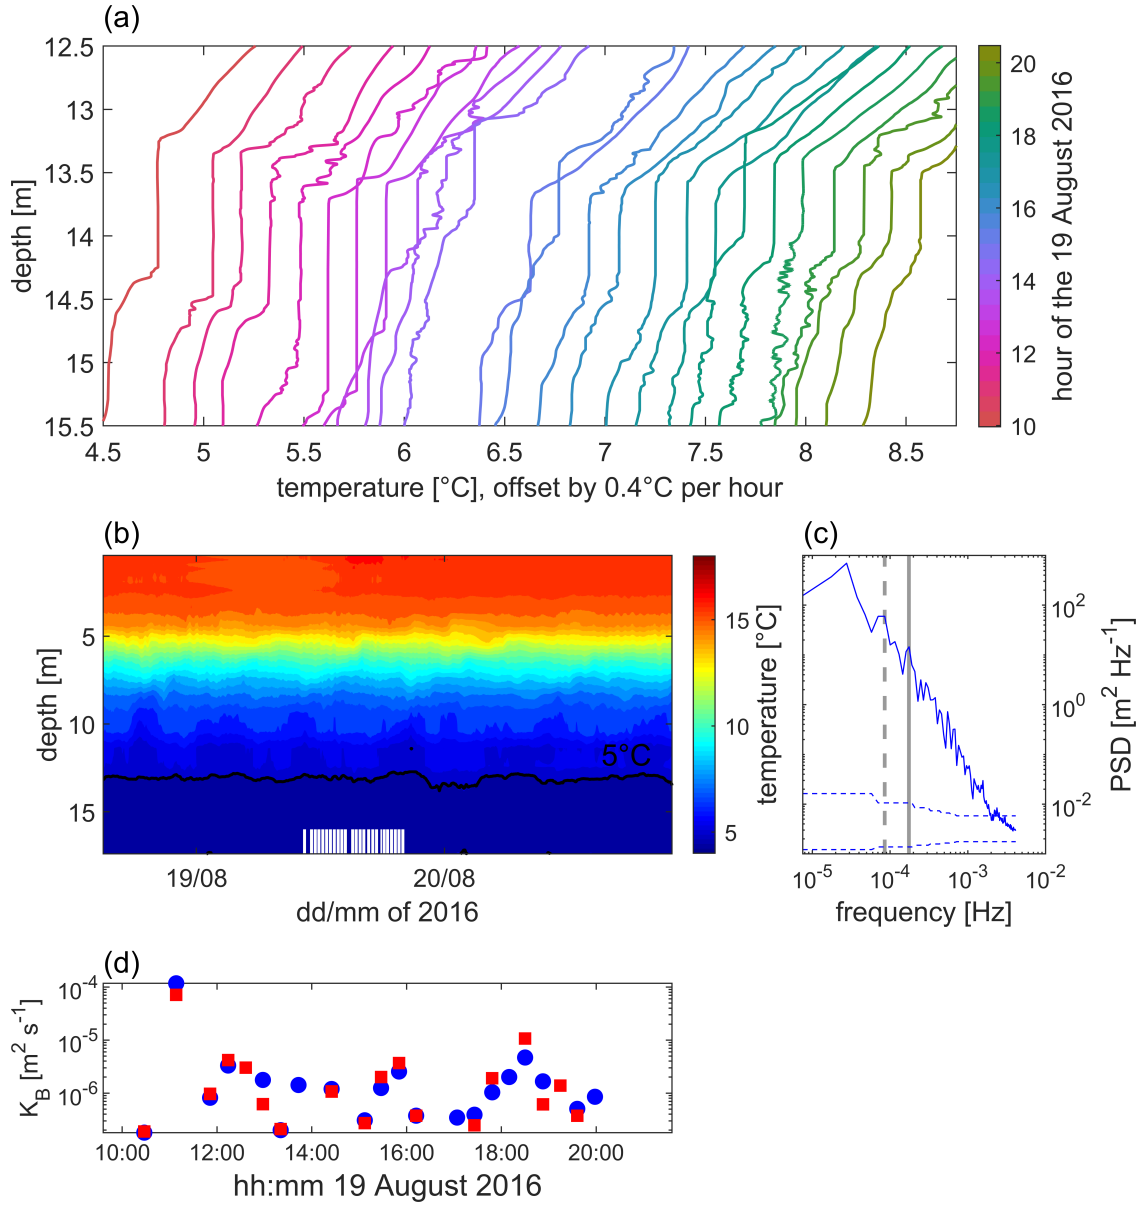 (a)
12.5
13
13.5
14
14.5
15
15.5
depth [m]
4.5 5 5.5 6 6.5 7 7.5 8 8.5
temperature [°C], offset by 0.4°C per hour
20
18
16
14
12
10
hour of the 19 August 2016
(b)
5
10
15
depth [m]
5°C
19/08 20/08
dd/mm of 2016
15
10
5
temperature [°C]
(c)
10^2
10^0
10^-2
PSD [m^2 Hz^-1]
10^-5 10^-4 10^-3 10^-2
frequency [Hz]
(d)
10^-4
10^-5
10^-6
K_B [m^2 s^-1]
10:00 12:00 14:00 16:00 18:00 20:00
hh:mm 19 August 2016